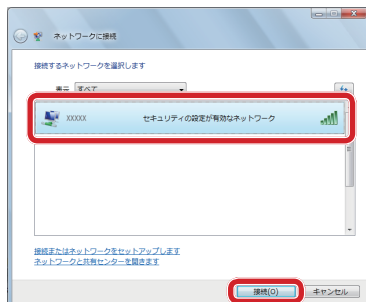 ネットワークに接続
接続するネットワークを選択します
表示 すべて
XXXXX セキュリティの設定が有効なネットワーク
接続またはネットワークをセットアップします
ネットワークと共有センターを開きます
接続(O) キャンセル